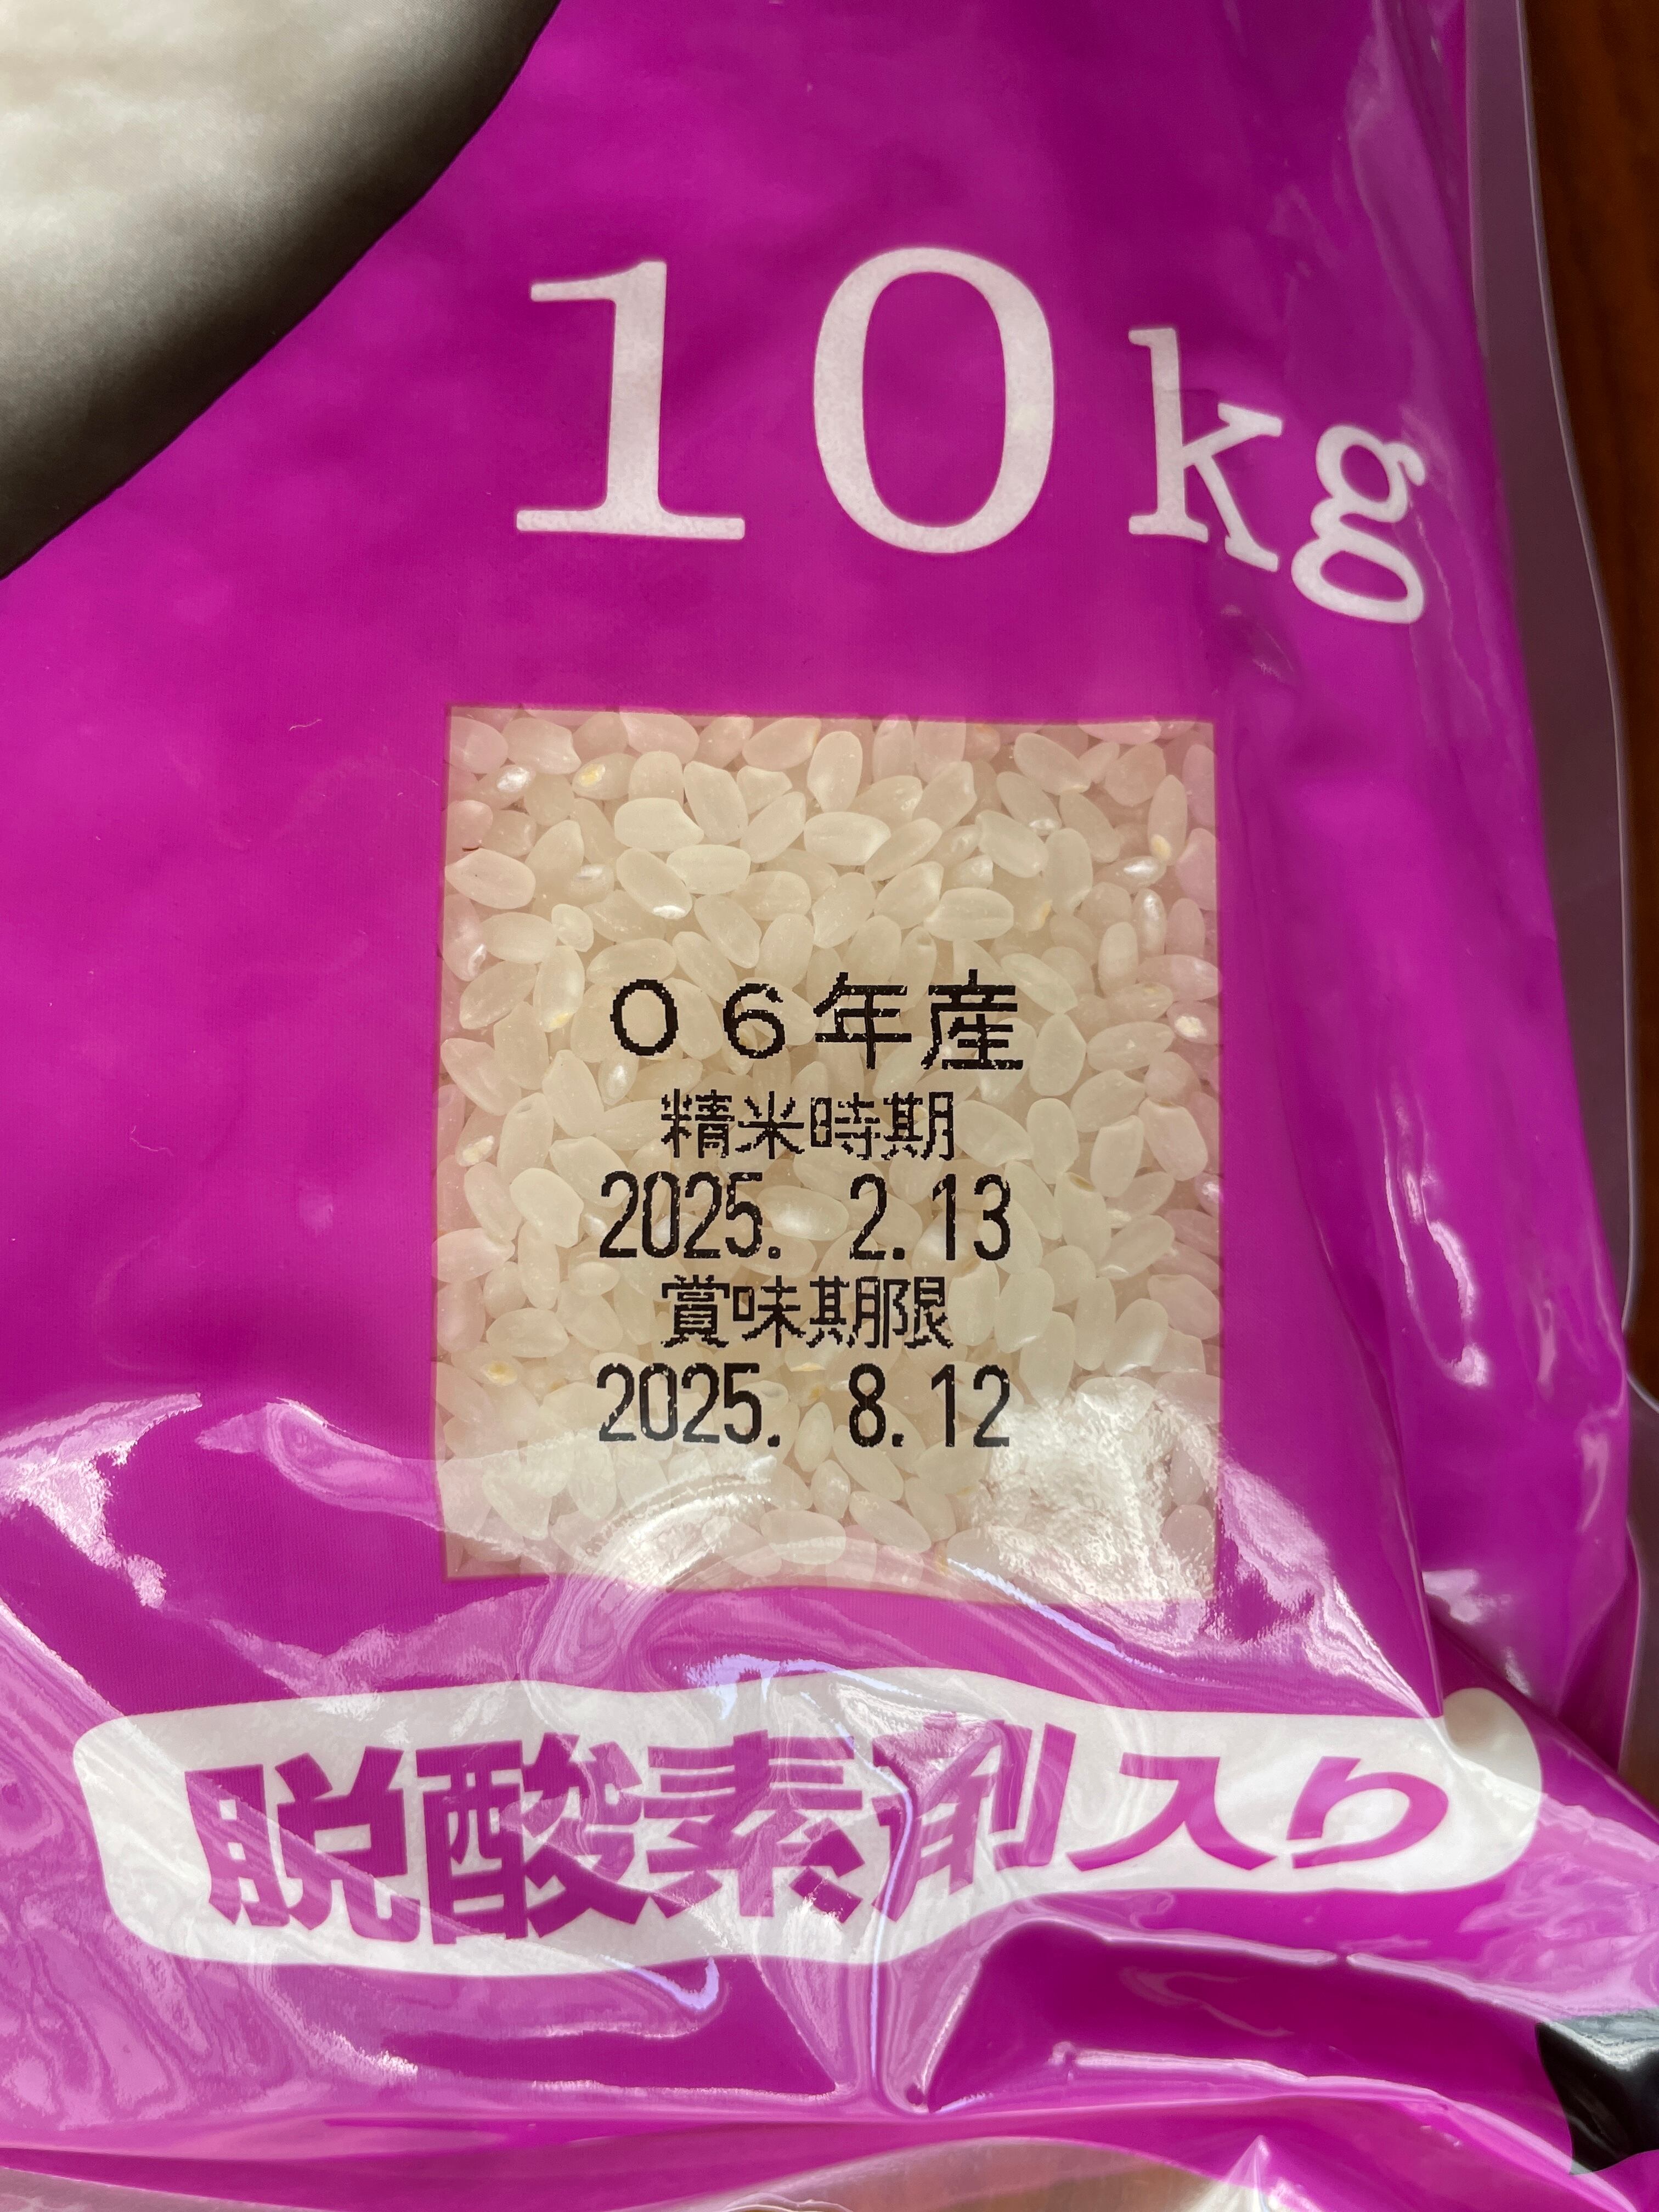 10kg
06年産
精米時期
2025. 2.13
賞味期限
2025. 8.12
脱酸素剤入り